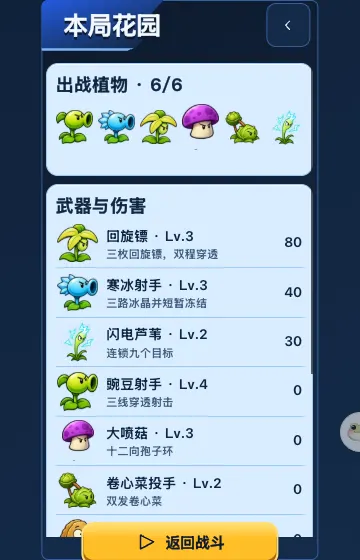 本局花园
出战植物 · 6/6
武器与伤害
回旋镖 · Lv.3
三枚回旋镖，双程穿透
80
寒冰射手 · Lv.3
三路冰晶并短暂冻结
40
闪电芦苇 · Lv.2
连锁九个目标
30
豌豆射手 · Lv.4
三线穿透射击
0
大喷菇 · Lv.3
十二向孢子环
0
卷心菜投手 · Lv.2
双发卷心菜
0
返回战斗